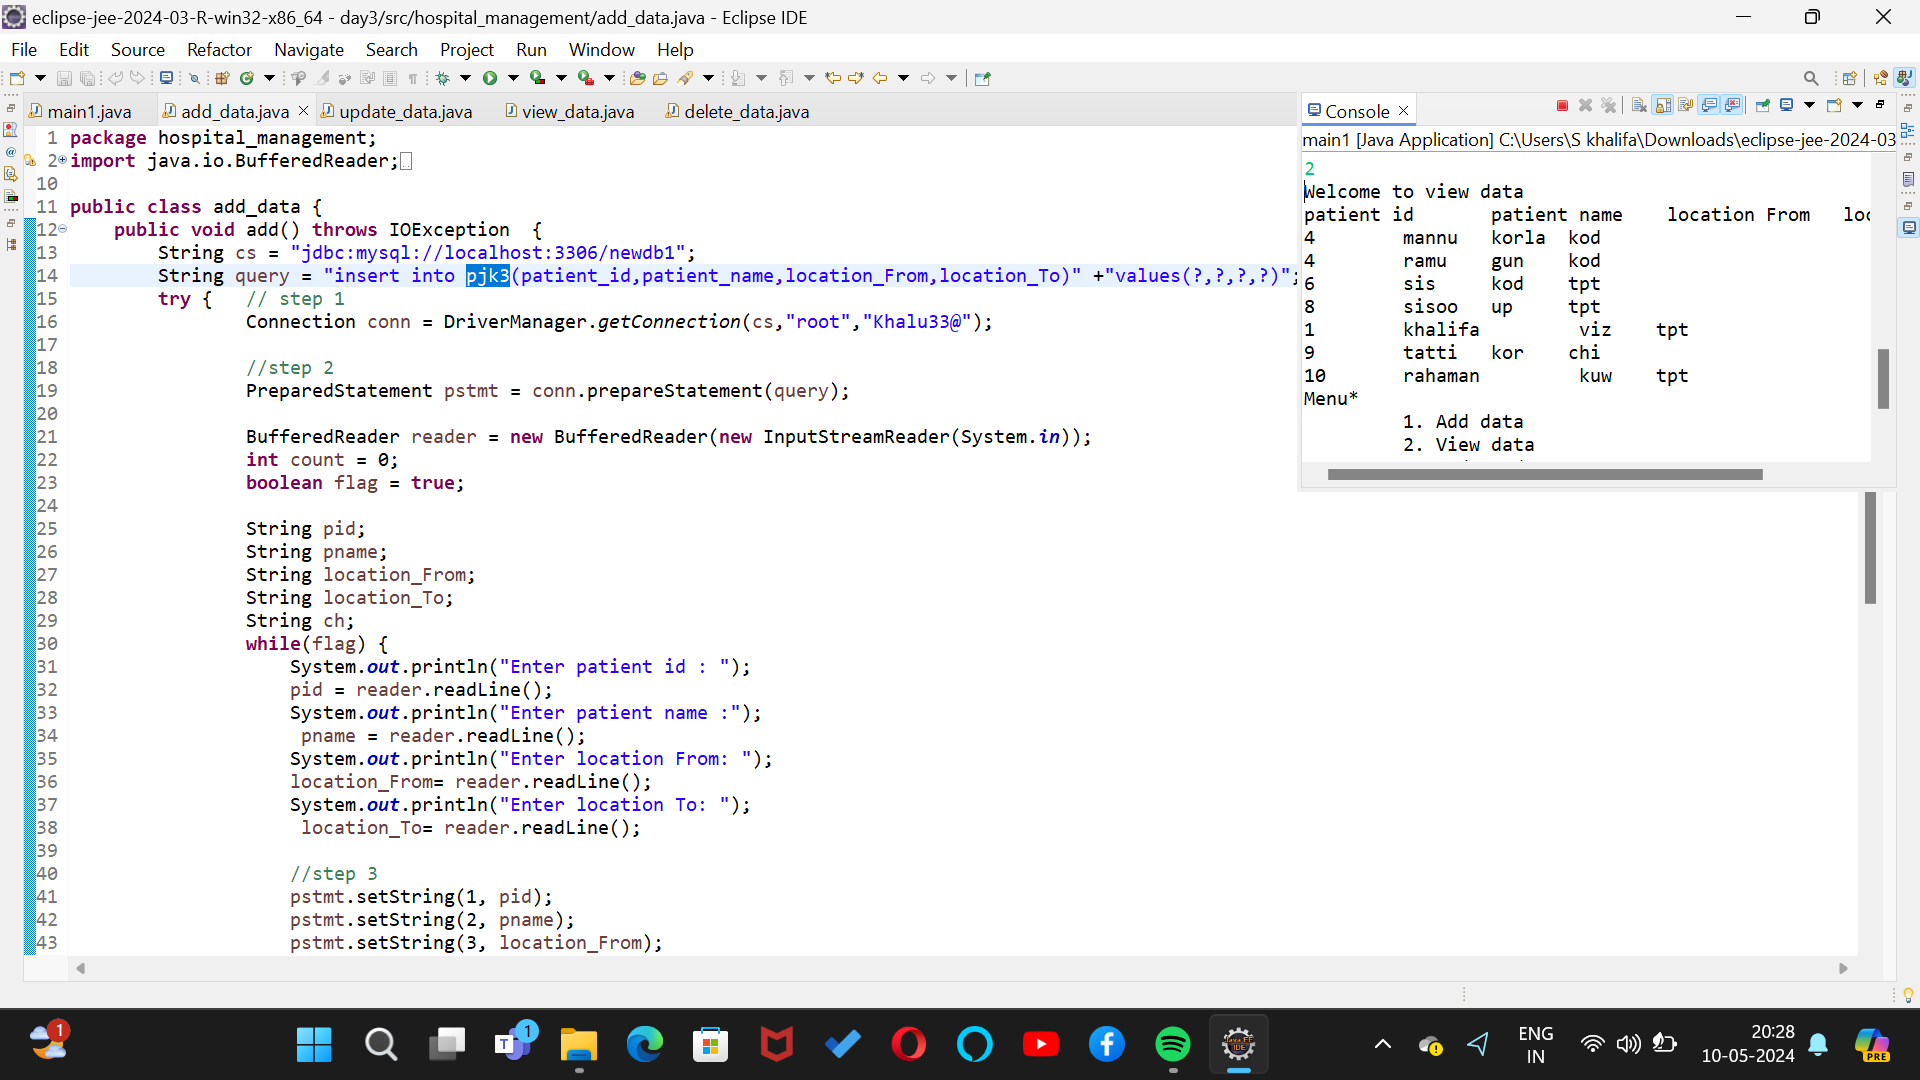 eclipse-jee-2024-03-R-win32-x86_64 - day3/src/hospital_management/add_data.java - Eclipse IDE
File Edit Source Refactor Navigate Search Project Run Window Help
main1.java add_data.java update_data.java view_data.java delete_data.java
1 package hospital_management;
2 import java.io.BufferedReader;
10
11 public class add_data {
12 public void add() throws IOException {
13 String cs = "jdbc:mysql://localhost:3306/newdb1";
14 String query = "insert into pjk3(patient_id,patient_name,location_From,location_To)" +"values(?,?,?,?)";
15 try { // step 1
16 Connection conn = DriverManager.getConnection(cs,"root","Khalu33@");
17
18 //step 2
19 PreparedStatement pstmt = conn.prepareStatement(query);
20
21 BufferedReader reader = new BufferedReader(new InputStreamReader(System.in));
22 int count = 0;
23 boolean flag = true;
24
25 String pid;
26 String pname;
27 String location_From;
28 String location_To;
29 String ch;
30 while(flag) {
31 System.out.println("Enter patient id : ");
32 pid = reader.readLine();
33 System.out.println("Enter patient name :");
34 pname = reader.readLine();
35 System.out.println("Enter location From: ");
36 location_From= reader.readLine();
37 System.out.println("Enter location To: ");
38 location_To= reader.readLine();
39
40 //step 3
41 pstmt.setString(1, pid);
42 pstmt.setString(2, pname);
43 pstmt.setString(3, location_From);
Console
main1 [Java Application] C:\Users\S khalifa\Downloads\eclipse-jee-2024-03
2
Welcome to view data
patient id patient name location From loc
4 mannu korla kod
4 ramu gun kod
6 sis kod tpt
8 sisoo up tpt
1 khalifa viz tpt
9 tatti kor chi
10 rahaman kuw tpt
Menu*
1. Add data
2. View data
1
1
ENG
IN
20:28
10-05-2024
PRE